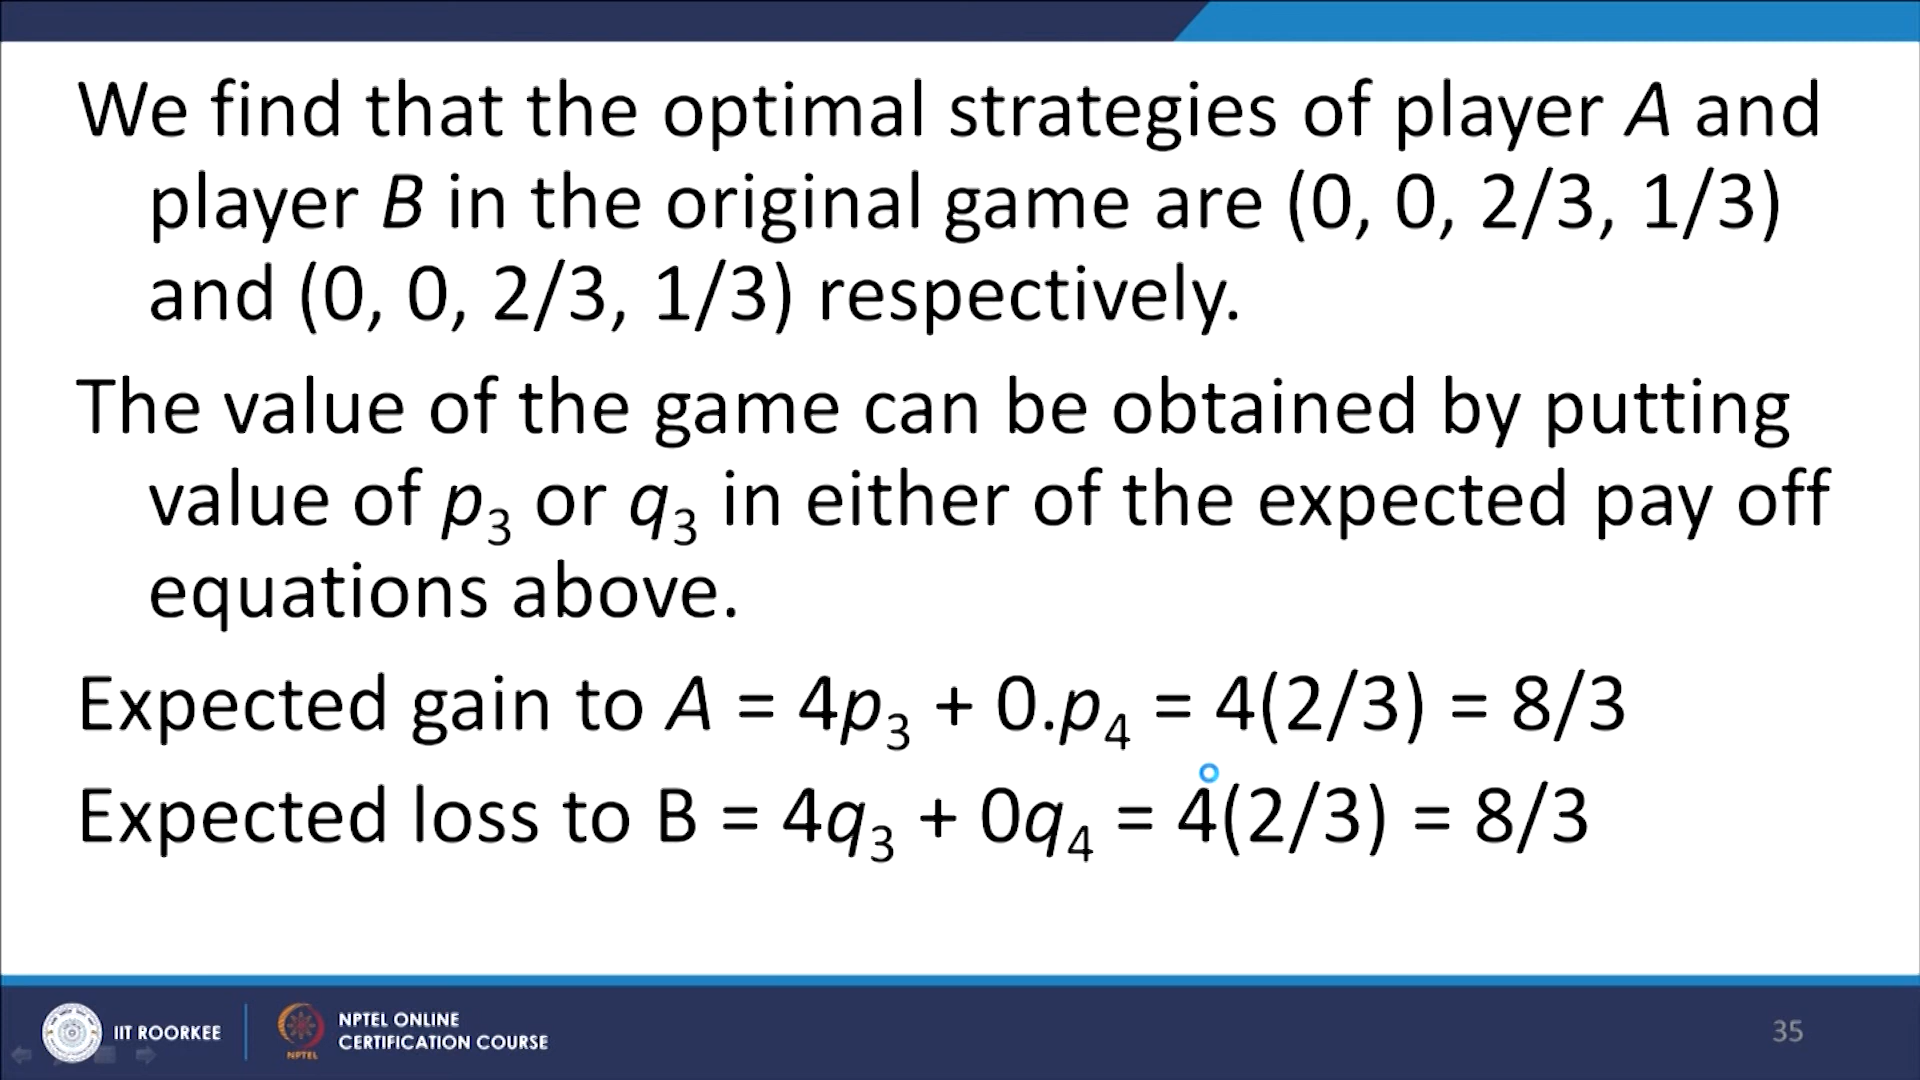 We find that the optimal strategies of player A and
player B in the original game are (0, 0, 2/3, 1/3)
and (0, 0, 2/3, 1/3) respectively.
The value of the game can be obtained by putting
value of p₃ or q₃ in either of the expected pay off
equations above.
Expected gain to A = 4p₃ + 0.p₄ = 4(2/3) = 8/3
Expected loss to B = 4q₃ + 0q₄ = 4(2/3) = 8/3
IIT ROORKEE
NPTEL
NPTEL ONLINE
CERTIFICATION COURSE
35